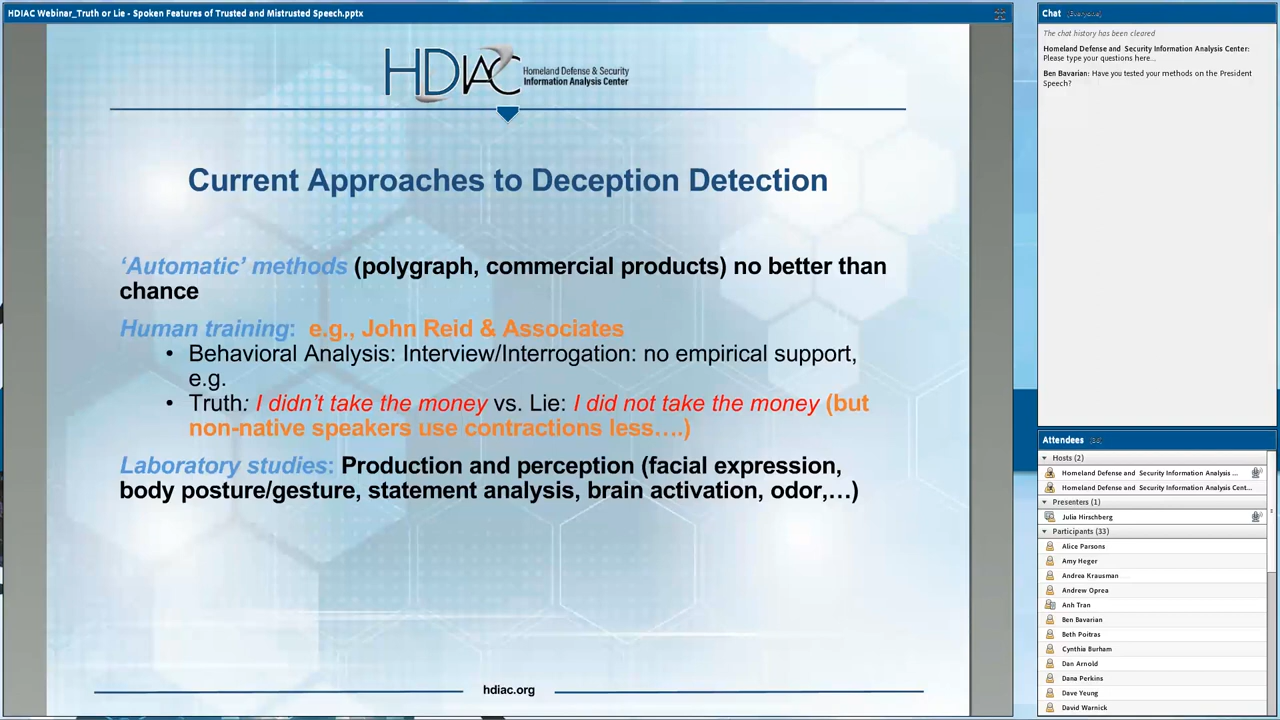 HDIAC Webinar_Truth or Lie - Spoken Features of Trusted and Mistrusted Speech.pptx
HDIAC
Homeland Defense & Security
Information Analysis Center
Current Approaches to Deception Detection
‘Automatic’ methods (polygraph, commercial products) no better than
chance
Human training: e.g., John Reid & Associates
• Behavioral Analysis: Interview/Interrogation: no empirical support,
e.g.
• Truth: I didn’t take the money vs. Lie: I did not take the money (but
non-native speakers use contractions less….)
Laboratory studies: Production and perception (facial expression,
body posture/gesture, statement analysis, brain activation, odor,…)
hdiac.org
Chat (Everyone)
The chat history has been cleared
Homeland Defense and Security Information Analysis Center:
Please type your questions here...
Ben Bavarian: Have you tested your methods on the President
Speech?
Attendees
Hosts (2)
Homeland Defense and Security Information Analysis ...
Homeland Defense and Security Information Analysis Cent...
Presenters (1)
Julia Hirschberg
Participants (33)
Alice Parsons
Amy Heger
Andrea Krausman
Andrew Oprea
Anh Tran
Ben Bavarian
Beth Poitras
Cynthia Burham
Dan Arnold
Dana Perkins
Dave Yeung
David Warnick